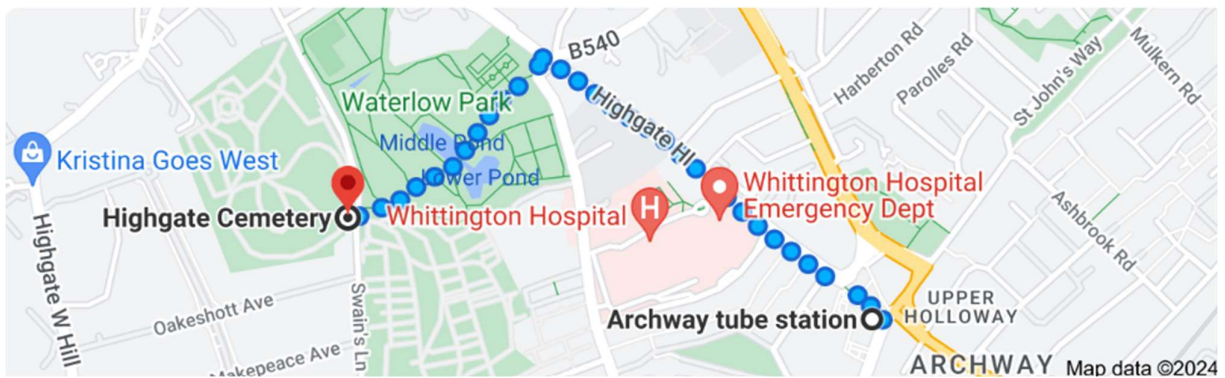 B540
Harberton Rd
Parolles Rd
St John's Way
Mulkern Rd
Waterlow Park
Highgate Hl
Middle Pond
Kristina Goes West
Lower Pond
Whittington Hospital
Emergency Dept
Highgate Cemetery
Whittington Hospital
H
Ashbrook Rd
Highgate W Hill
Oakeshott Ave
Swain's Ln
UPPER
HOLLOWAY
Archway tube station
Makepeace Ave
ARCHWAY
Map data ©2024